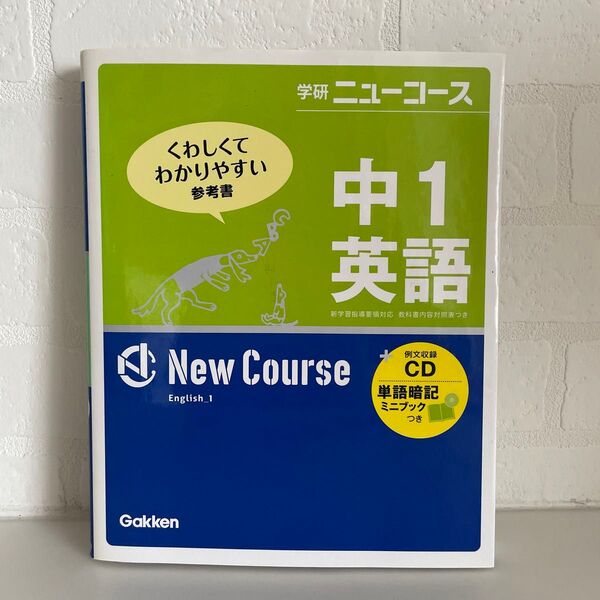 学研 ニューコース
くわしくて
わかりやすい
参考書
中1
英語
新学習指導要領対応 教科書内容対照表つき
New Course
English_1
+
例文収録
CD
単語暗記
ミニブック
つき
Gakken